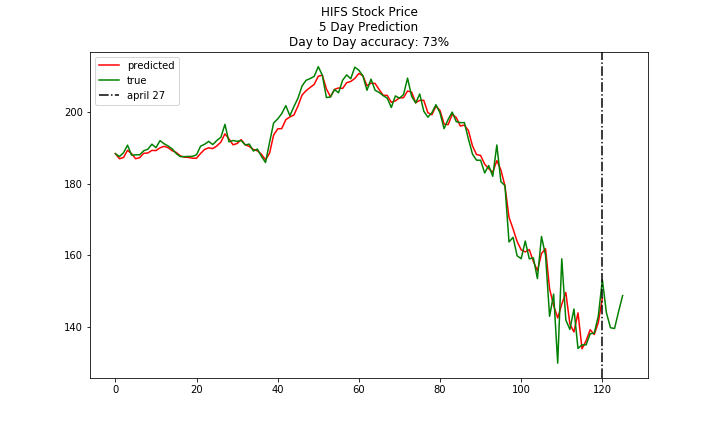 HIFS Stock Price
5 Day Prediction
Day to Day accuracy: 73%
predicted
true
april 27
200
180
160
140
0
20
40
60
80
100
120